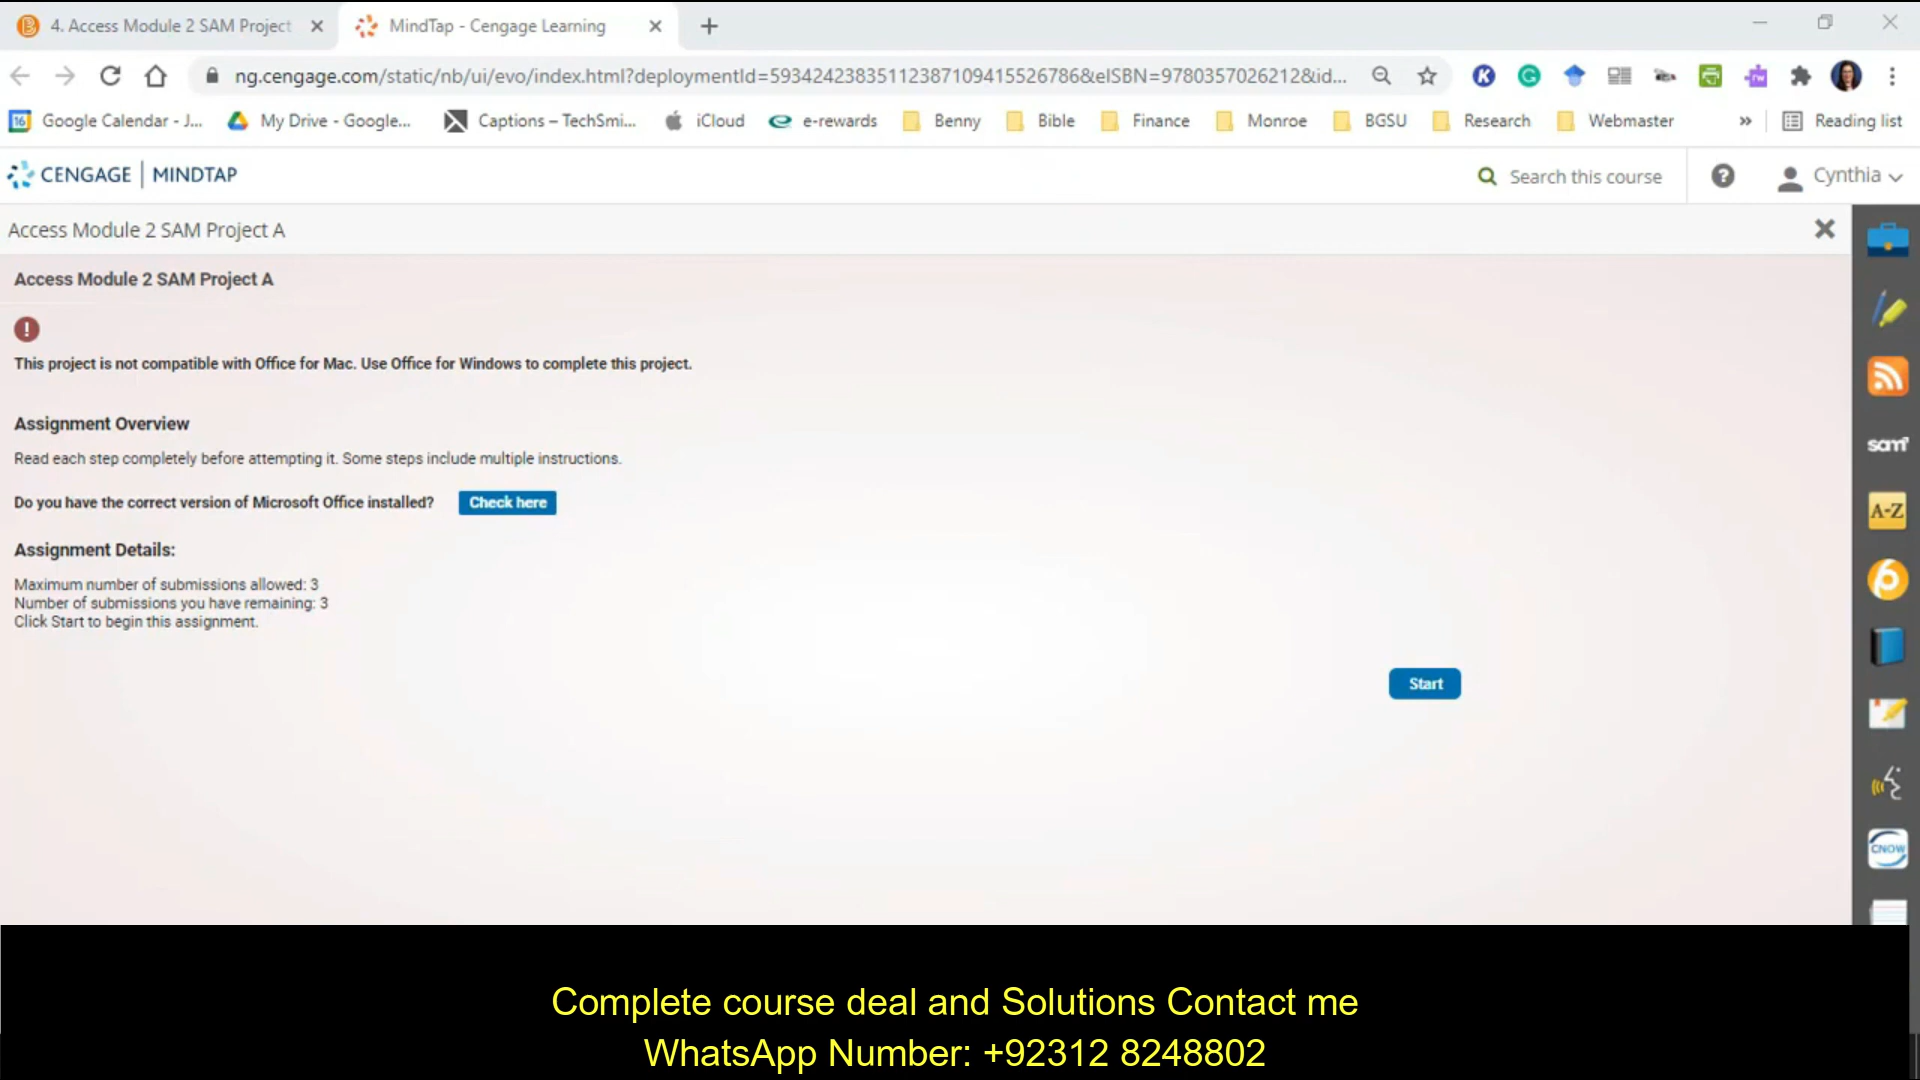 4. Access Module 2 SAM Project
MindTap - Cengage Learning
ng.cengage.com/static/nb/ui/evo/index.html?deploymentId=59342423835112387109415526786&eISBN=9780357026212&id...
Google Calendar - J...
My Drive - Google...
Captions – TechSmi...
iCloud
e-rewards
Benny
Bible
Finance
Monroe
BGSU
Research
Webmaster
»
Reading list
CENGAGE | MINDTAP
Search this course
Cynthia
Access Module 2 SAM Project A
Access Module 2 SAM Project A
This project is not compatible with Office for Mac. Use Office for Windows to complete this project.
Assignment Overview
Read each step completely before attempting it. Some steps include multiple instructions.
Do you have the correct version of Microsoft Office installed? Check here
Assignment Details:
Maximum number of submissions allowed: 3
Number of submissions you have remaining: 3
Click Start to begin this assignment.
Start
sam
A-Z
CNOW
Complete course deal and Solutions Contact me
WhatsApp Number: +92312 8248802